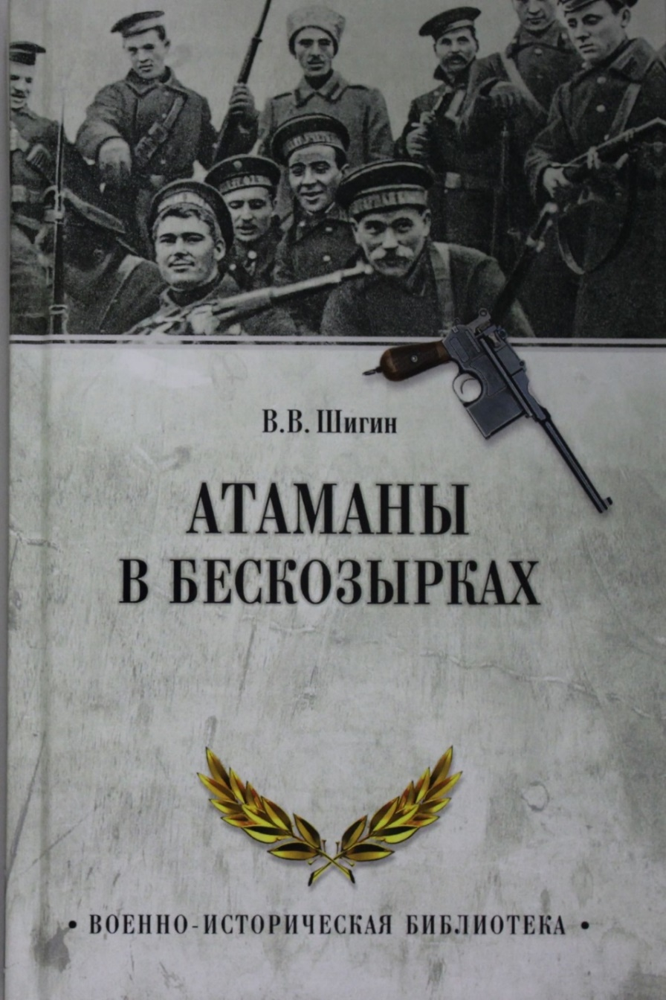 В.В. Шигин
АТАМАНЫ
В БЕСКОЗЫРКАХ
• ВОЕННО-ИСТОРИЧЕСКАЯ БИБЛИОТЕКА •